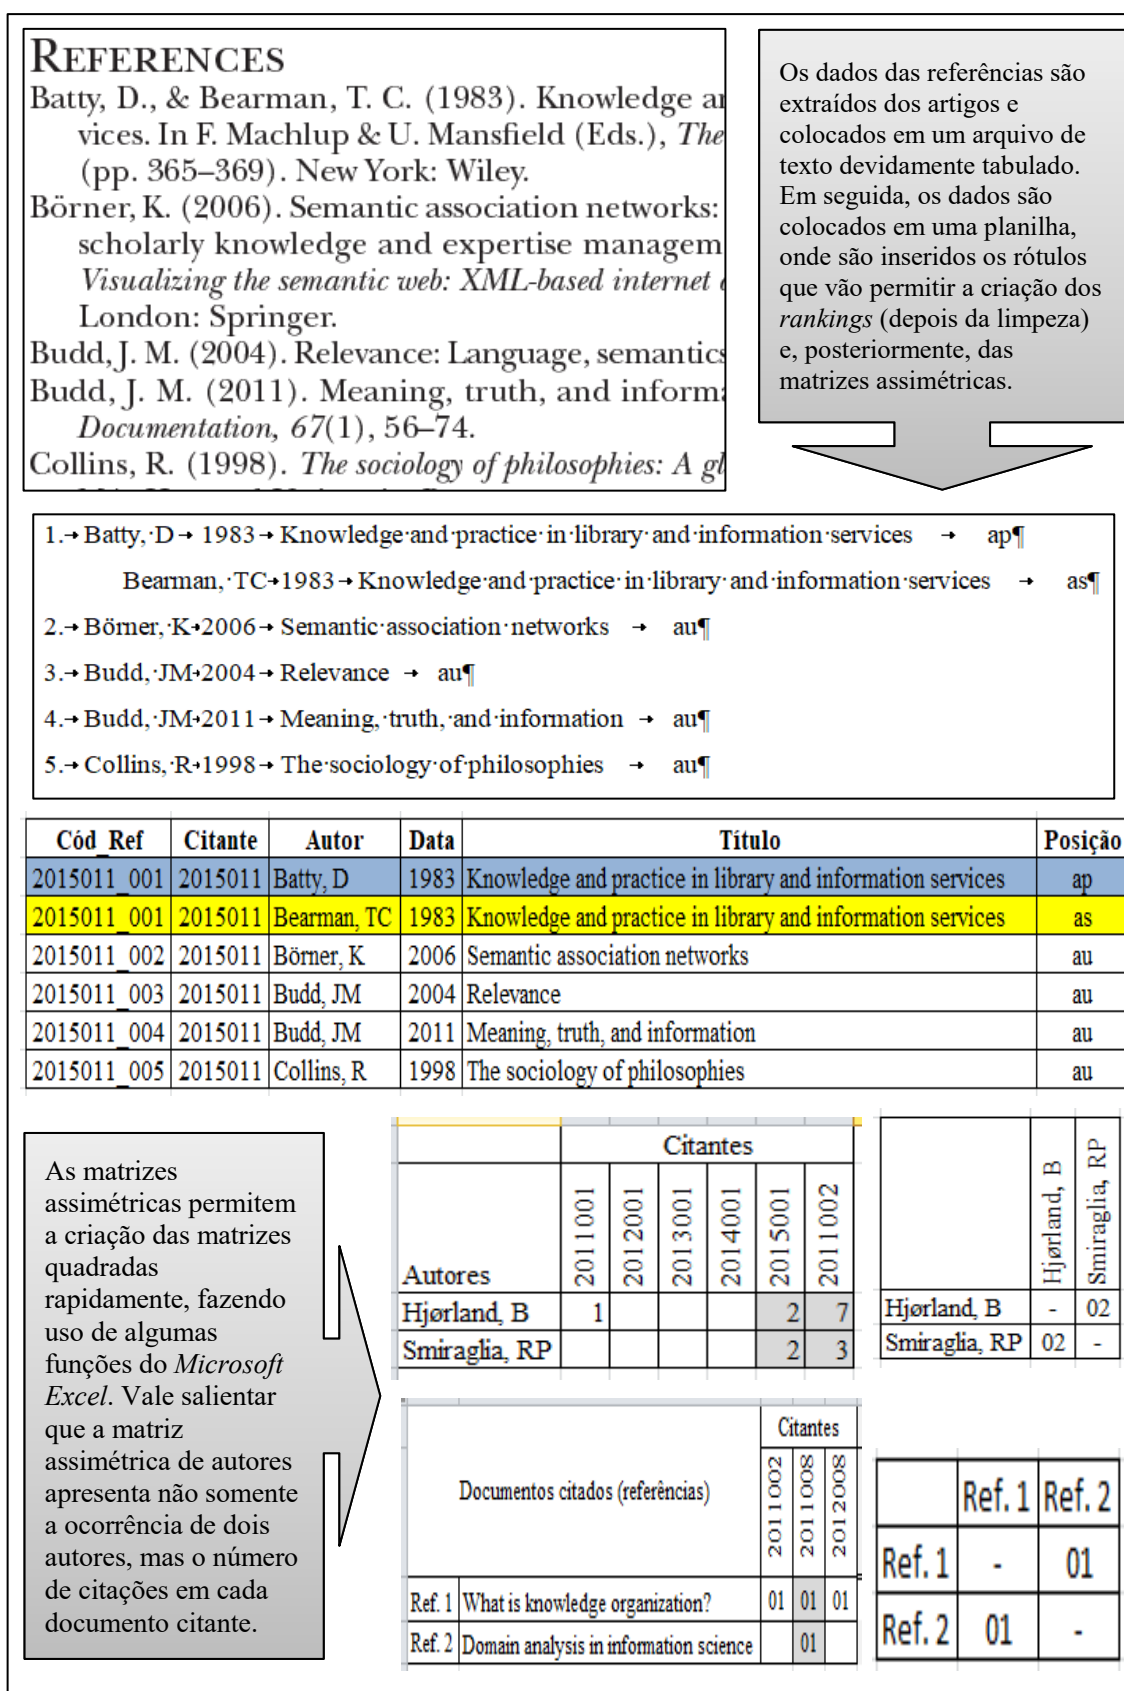 REFERENCES
Batty, D., & Bearman, T. C. (1983). Knowledge
vices. In F. Machlup & U. Mansfield (Eds.), The
(pp. 365–369). New York: Wiley.
Börner, K. (2006). Semantic association networks:
scholarly knowledge and expertise managem
Visualizing the semantic web: XML-based internet
London: Springer.
Budd, J. M. (2004). Relevance: Language, semantics
Budd, J. M. (2011). Meaning, truth, and inform
Documentation, 67(1), 56–74.
Collins, R. (1998). The sociology of philosophies: A gl
Os dados das referências são
extraídos dos artigos e
colocados em um arquivo de
texto devidamente tabulado.
Em seguida, os dados são
colocados em uma planilha,
onde são inseridos os rótulos
que vão permitir a criação dos
rankings (depois da limpeza)
e, posteriormente, das
matrizes assimétricas.
1.→Batty,·D→1983→Knowledge·and·practice·in·library·and·information·services → ap¶
Bearman,·TC→1983→Knowledge·and·practice·in·library·and·information·services → as¶
2.→Börner,·K→2006→Semantic·association·networks → au¶
3.→Budd,·JM→2004→Relevance → au¶
4.→Budd,·JM→2011→Meaning,·truth,·and·information → au¶
5.→Collins,·R→1998→The·sociology·of·philosophies → au¶
Cód_Ref Citante Autor Data Título Posição
2015011_001 2015011 Batty, D 1983 Knowledge and practice in library and information services ap
2015011_001 2015011 Bearman, TC 1983 Knowledge and practice in library and information services as
2015011_002 2015011 Börner, K 2006 Semantic association networks au
2015011_003 2015011 Budd, JM 2004 Relevance au
2015011_004 2015011 Budd, JM 2011 Meaning, truth, and information au
2015011_005 2015011 Collins, R 1998 The sociology of philosophies au
As matrizes
assimétricas permitem
a criação das matrizes
quadradas
rapidamente, fazendo
uso de algumas
funções do Microsoft
Excel. Vale salientar
que a matriz
assimétrica de autores
apresenta não somente
a ocorrência de dois
autores, mas o número
de citações em cada
documento citante.
Citantes
Autores 2011001 2012001 2013001 2014001 2015001 2011002
Hjørland, B 1 2 7
Smiraglia, RP 2 3
Hjørland, B Smiraglia, RP
Hjørland, B - 02
Smiraglia, RP 02 -
Citantes
Documentos citados (referências) 2011002 2011008 2012008
Ref. 1 What is knowledge organization? 01 01 01
Ref. 2 Domain analysis in information science 01
Ref. 1 Ref. 2
Ref. 1 - 01
Ref. 2 01 -